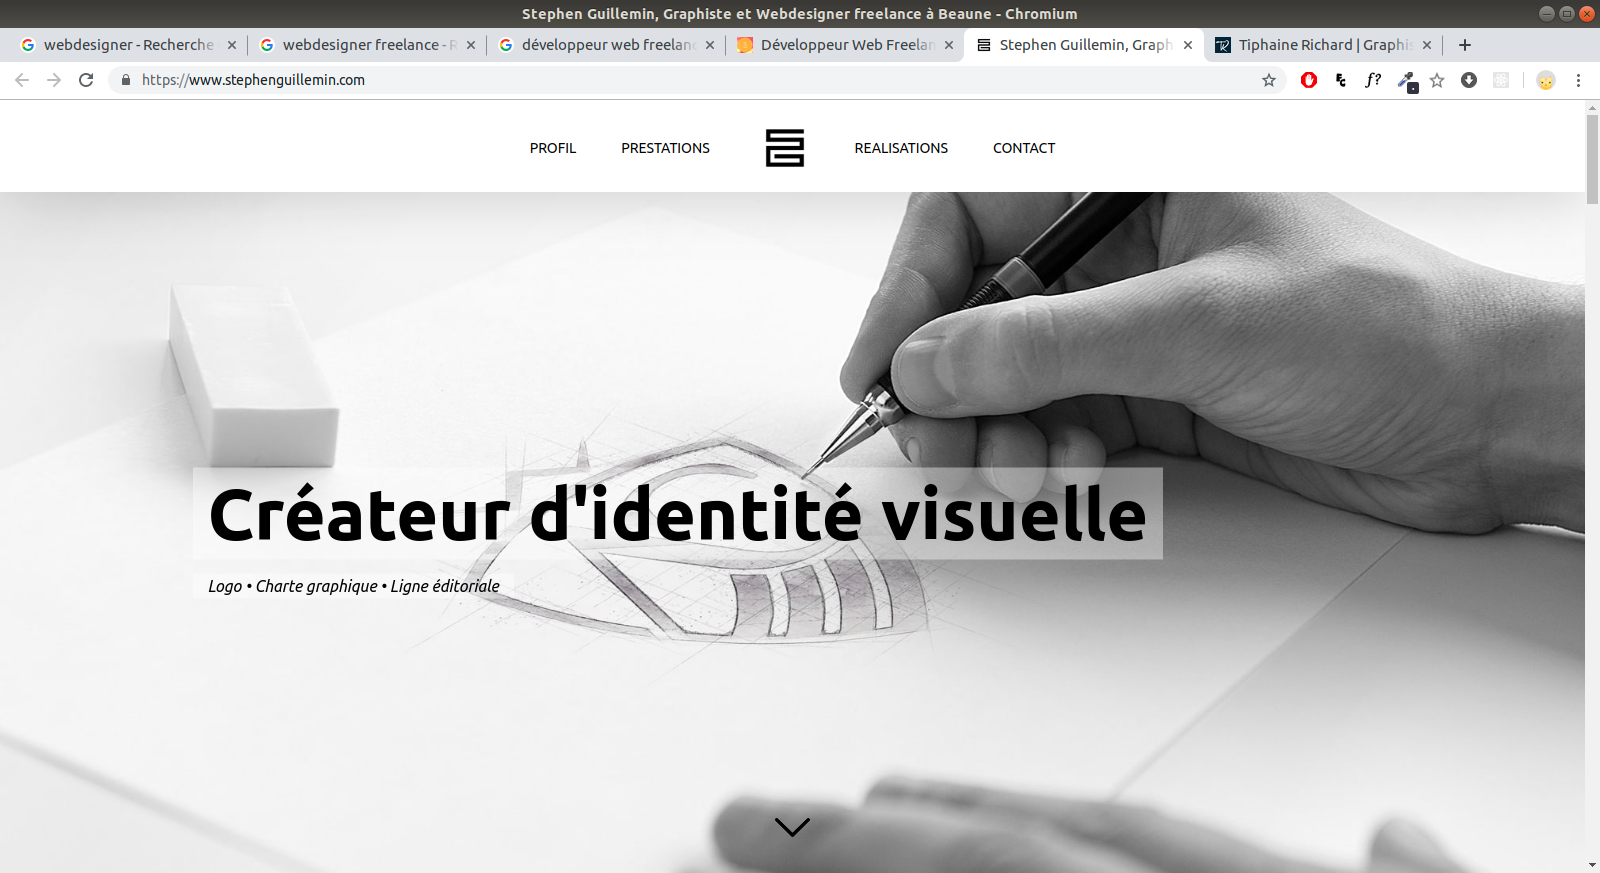 Stephen Guillemin, Graphiste et Webdesigner freelance à Beaune - Chromium
webdesigner - Recherche
webdesigner freelance - R
développeur web freelanc
Développeur Web Freelan
Stephen Guillemin, Graph
Tiphaine Richard | Graphis
https://www.stephenguillemin.com
f?
PROFIL
PRESTATIONS
REALISATIONS
CONTACT
Créateur d'identité visuelle
Logo • Charte graphique • Ligne éditoriale